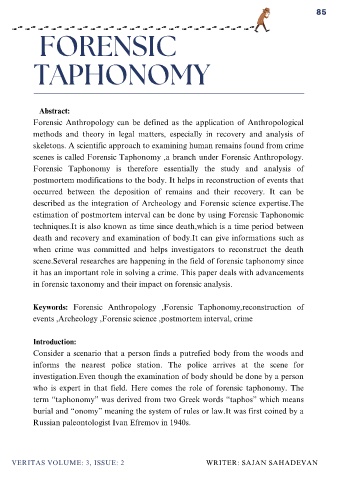 85
FORENSIC
TAPHONOMY
Abstract:
Forensic Anthropology can be defined as the application of Anthropological
methods and theory in legal matters, especially in recovery and analysis of
skeletons. A scientific approach to examining human remains found from crime
scenes is called Forensic Taphonomy ,a branch under Forensic Anthropology.
Forensic Taphonomy is therefore essentially the study and analysis of
postmortem modifications to the body. It helps in reconstruction of events that
occurred between the deposition of remains and their recovery. It can be
described as the integration of Archeology and Forensic science expertise.The
estimation of postmortem interval can be done by using Forensic Taphonomic
techniques.It is also known as time since death,which is a time period between
death and recovery and examination of body.It can give informations such as
when crime was committed and helps investigators to reconstruct the death
scene.Several researches are happening in the field of forensic taphonomy since
it has an important role in solving a crime. This paper deals with advancements
in forensic taxonomy and their impact on forensic analysis.
Keywords: Forensic Anthropology ,Forensic Taphonomy,reconstruction of
events ,Archeology ,Forensic science ,postmortem interval, crime
Introduction:
Consider a scenario that a person finds a putrefied body from the woods and
informs the nearest police station. The police arrives at the scene for
investigation.Even though the examination of body should be done by a person
who is expert in that field. Here comes the role of forensic taphonomy. The
term “taphonomy” was derived from two Greek words “taphos” which means
burial and “onomy” meaning the system of rules or law.It was first coined by a
Russian paleontologist Ivan Efremov in 1940s.
VERITAS VOLUME: 3, ISSUE: 2
WRITER: SAJAN SAHADEVAN